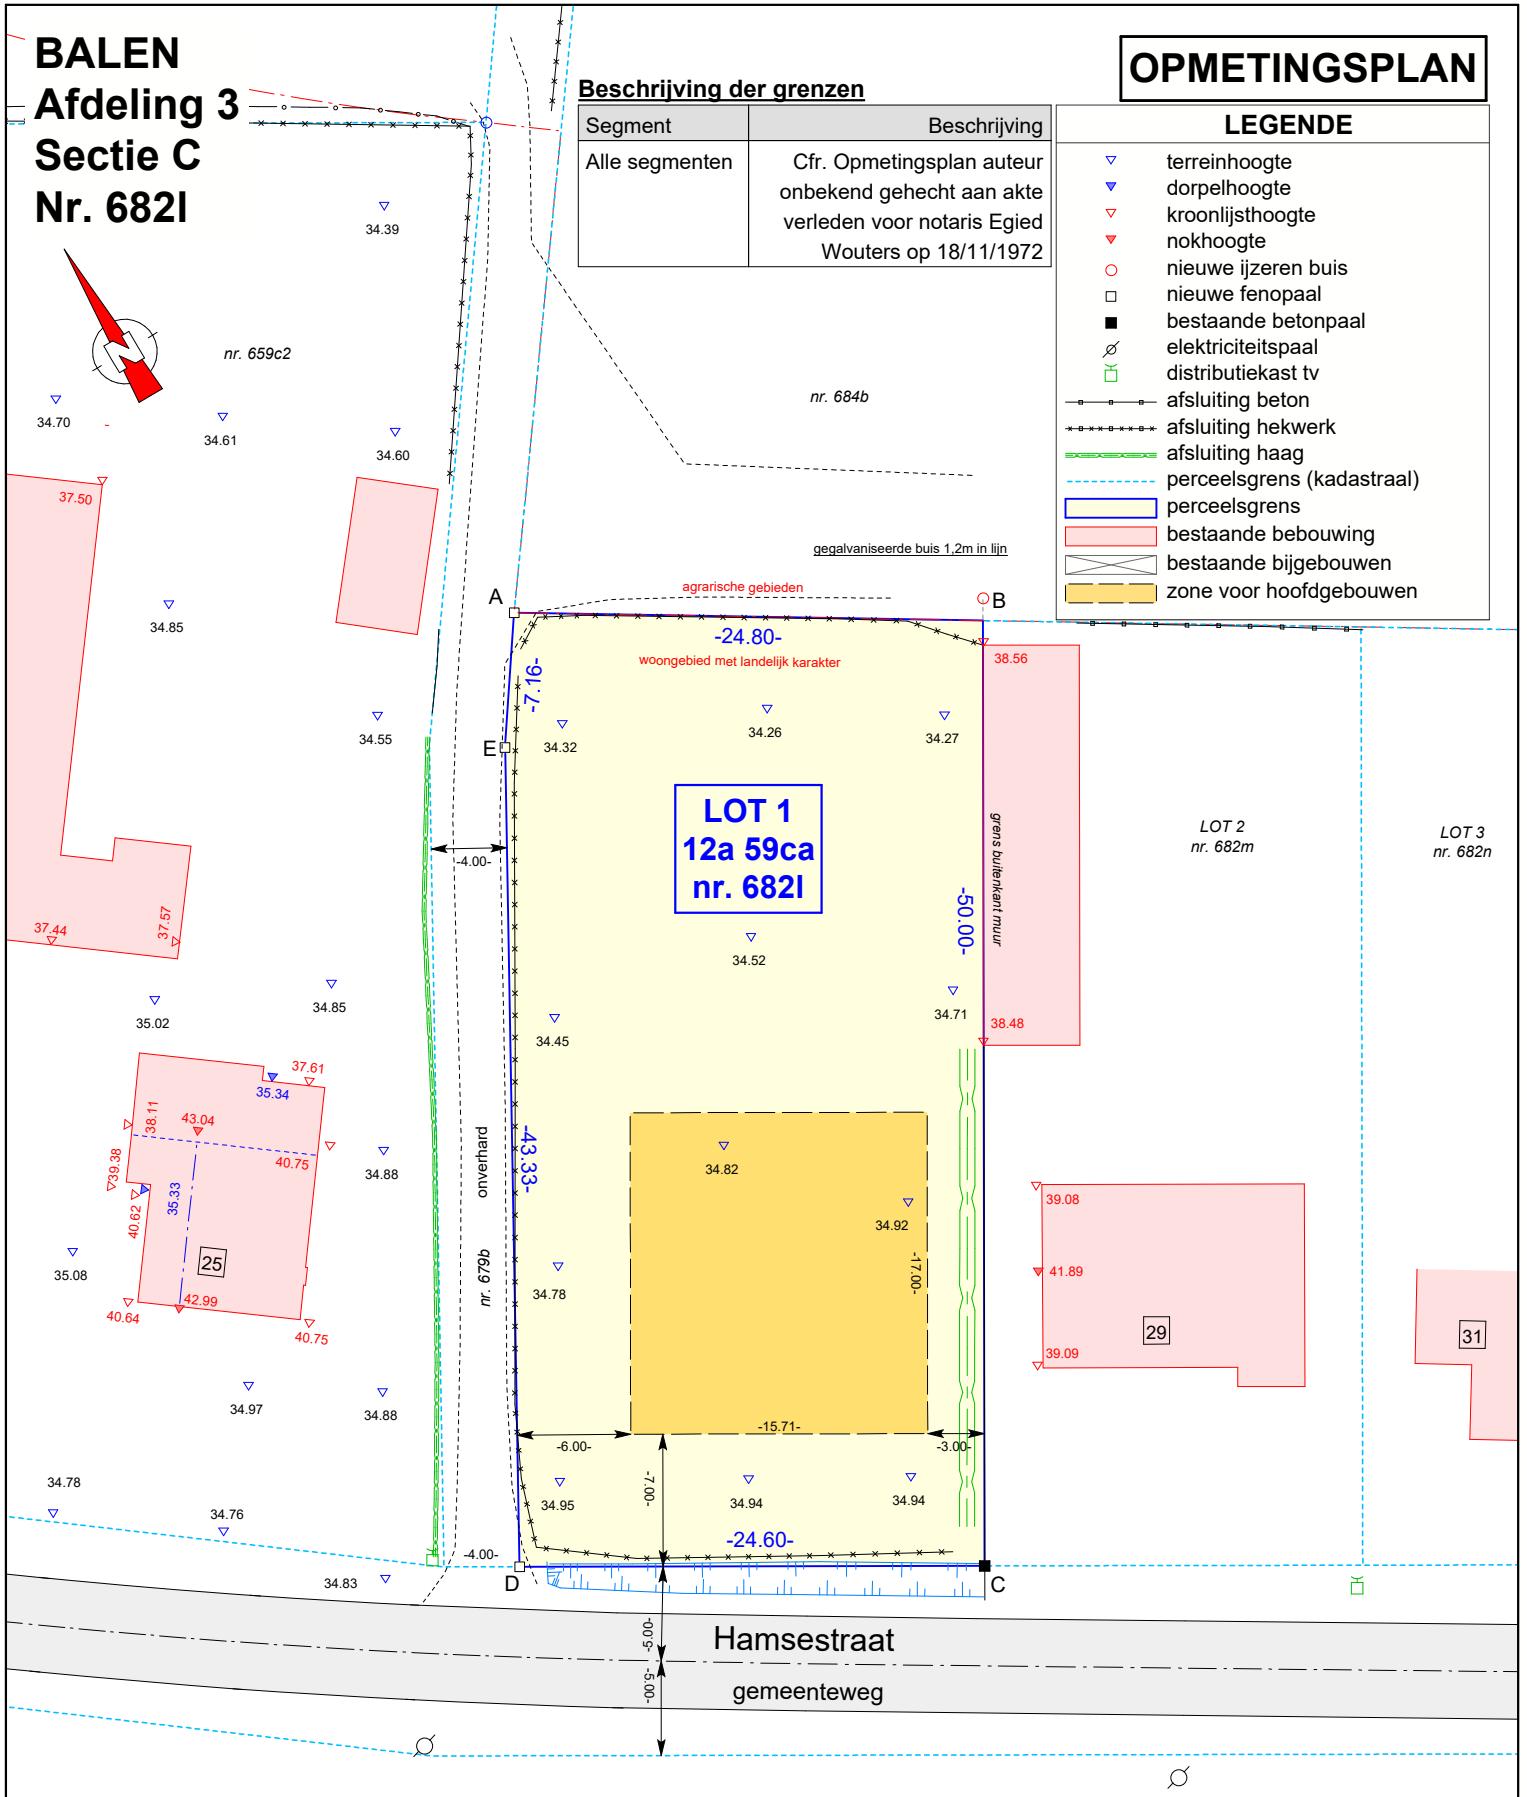 BALEN
Afdeling 3
Sectie C
Nr. 682l
OPMETINGSPLAN
Beschrijving der grenzen
Segment Beschrijving
Alle segmenten Cfr. Opmetingsplan auteur
onbekend gehecht aan akte
verleden voor notaris Egied
Wouters op 18/11/1972
LEGENDE
terreinhoogte
dorpelhoogte
kroonlijsthoogte
nokhoogte
nieuwe ijzeren buis
nieuwe fenopaal
bestaande betonpaal
elektriciteitspaal
distributiekast tv
afsluiting beton
afsluiting hekwerk
afsluiting haag
perceelsgrens (kadastraal)
perceelsgrens
bestaande bebouwing
bestaande bijgebouwen
zone voor hoofdgebouwen
N
34.39
nr. 659c2
nr. 684b
34.70
34.61
34.60
37.50
gegalvaniseerde buis 1,2m in lijn
agrarische gebieden
A
B
34.85
-24.80-
woongebied met landelijk karakter
38.56
-7.16-
34.55
E
34.32
34.26
34.27
LOT 1
12a 59ca
nr. 682l
grens buitenkant muur
-50.00-
LOT 2
nr. 682m
LOT 3
nr. 682n
-4.00-
37.44
37.57
34.52
34.85
35.02
34.45
34.71
38.48
37.61
35.34
38.11
43.04
40.75
39.38
35.33
40.62
34.88
onverhard
-43.33-
34.82
34.92
39.08
35.08
25
nr. 679b
34.78
-17.00-
41.89
40.64
42.99
40.75
29
31
39.09
34.97
34.88
-15.71-
-6.00-
-3.00-
34.78
34.76
34.95
-7.00-
34.94
34.94
-24.60-
-4.00-
34.83
D
C
-5.00-
Hamsestraat
-5.00-
gemeenteweg